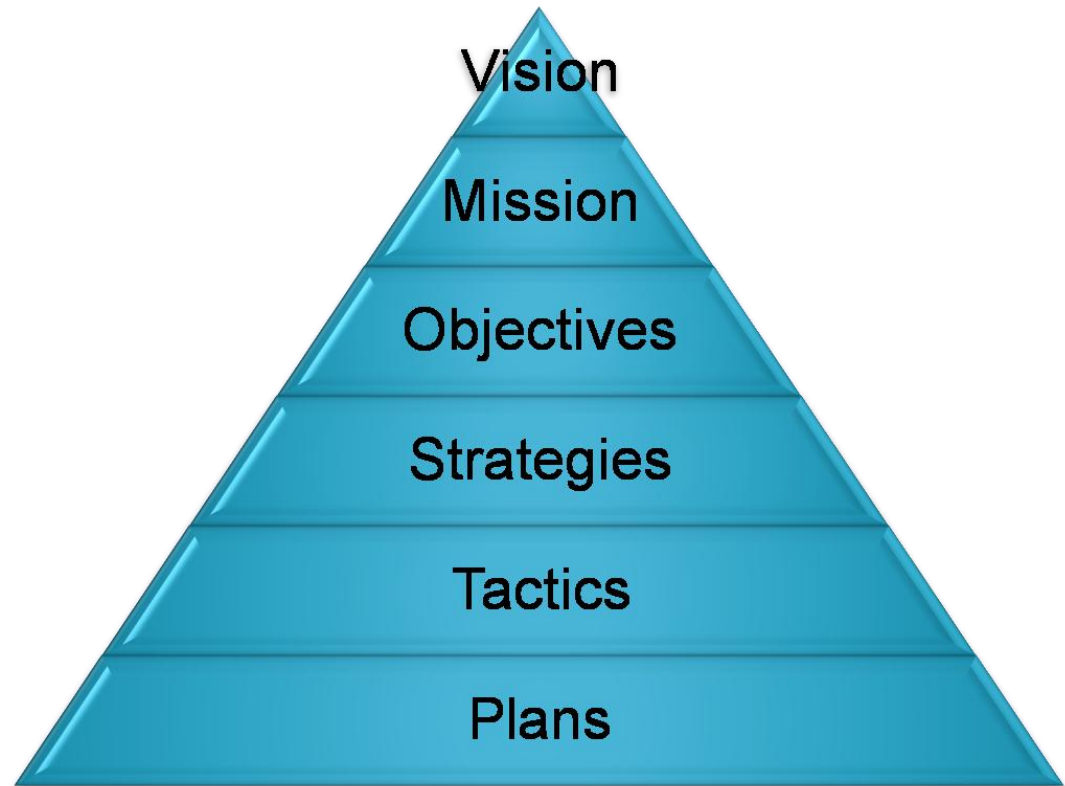 Vision
Mission
Objectives
Strategies
Tactics
Plans